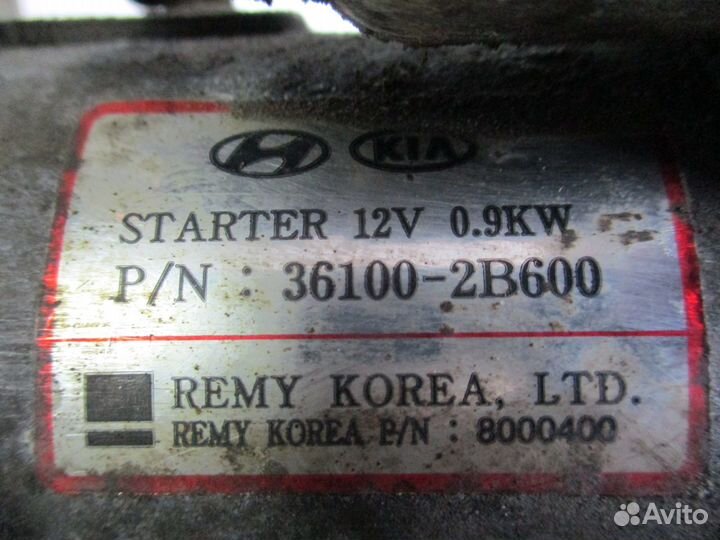 KIA
STARTER 12V 0.9KW
P/N : 36100-2B600
REMY KOREA, LTD.
REMY KOREA P/N : 8000400
Avito